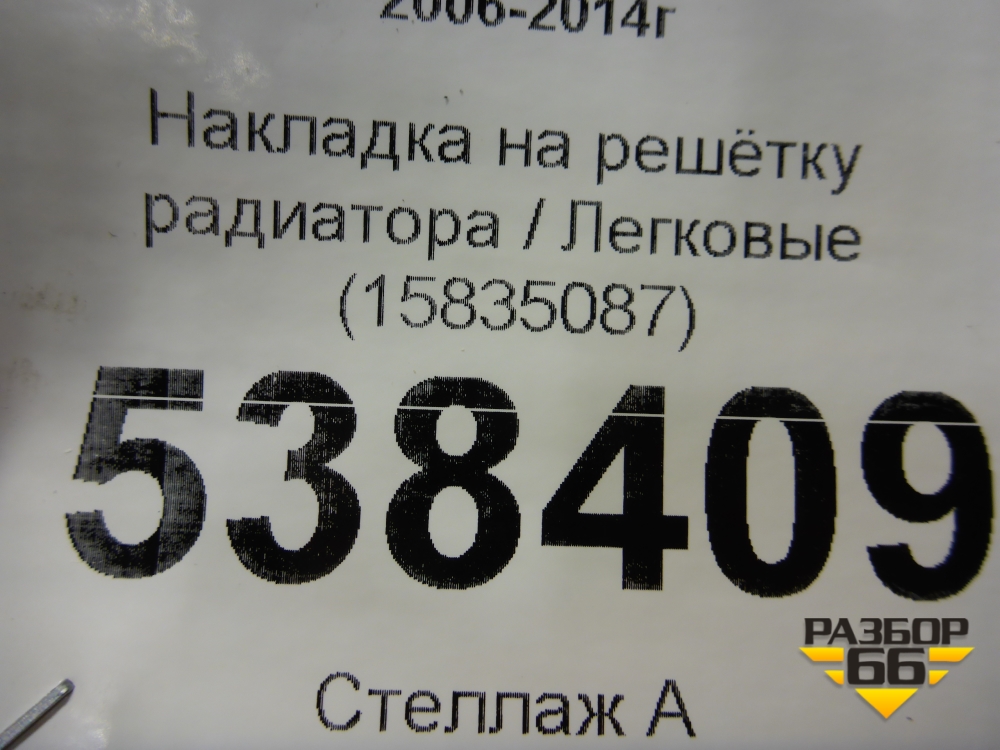 2006-2014г
Накладка на решётку
радиатора / Легковые
(15835087)
538409
Стеллаж А
РАЗБОР
66